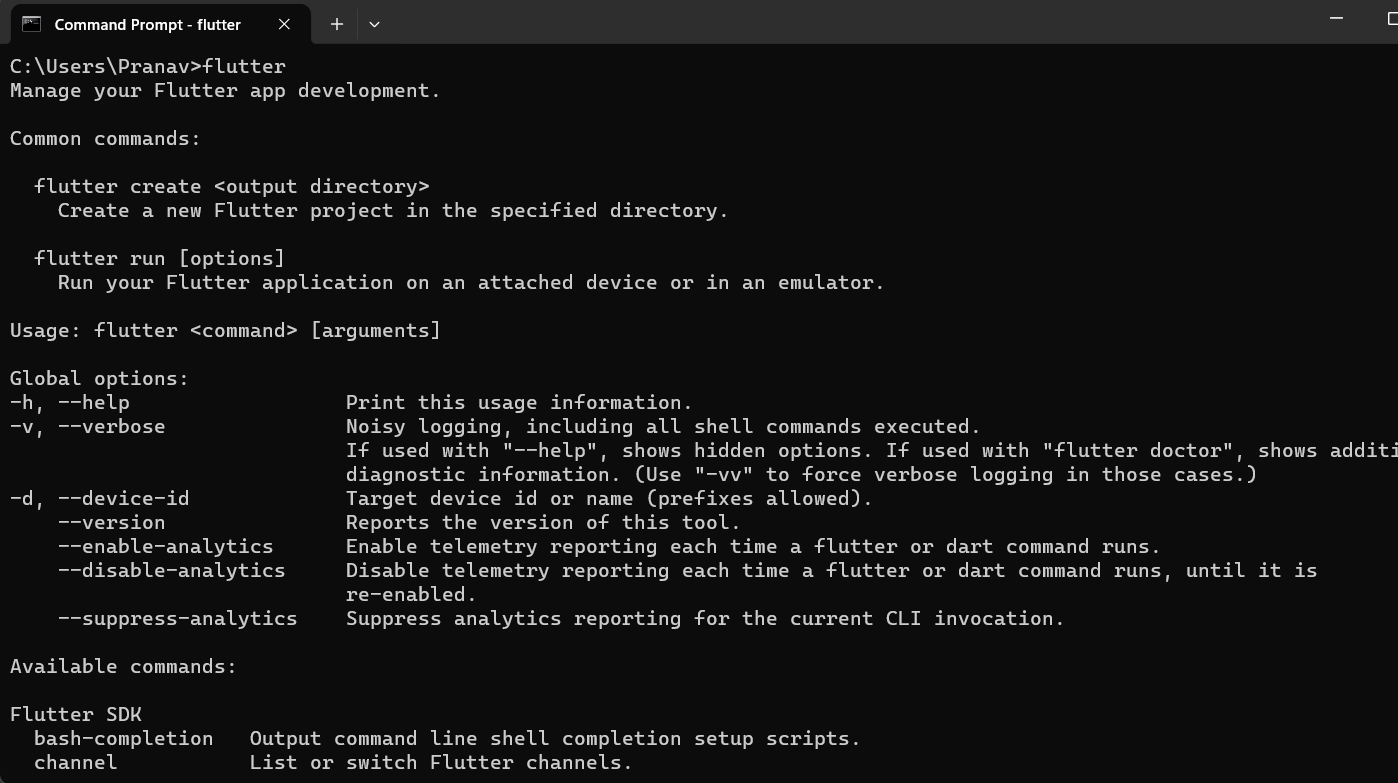 Command Prompt - flutter
C:\Users\Pranav>flutter
Manage your Flutter app development.
Common commands:
flutter create <output directory>
Create a new Flutter project in the specified directory.
flutter run [options]
Run your Flutter application on an attached device or in an emulator.
Usage: flutter <command> [arguments]
Global options:
-h, --help                  Print this usage information.
-v, --verbose               Noisy logging, including all shell commands executed.
If used with "--help", shows hidden options. If used with "flutter doctor", shows additi
diagnostic information. (Use "-vv" to force verbose logging in those cases.)
-d, --device-id             Target device id or name (prefixes allowed).
--version               Reports the version of this tool.
--enable-analytics      Enable telemetry reporting each time a flutter or dart command runs.
--disable-analytics     Disable telemetry reporting each time a flutter or dart command runs, until it is
re-enabled.
--suppress-analytics    Suppress analytics reporting for the current CLI invocation.
Available commands:
Flutter SDK
bash-completion   Output command line shell completion setup scripts.
channel           List or switch Flutter channels.